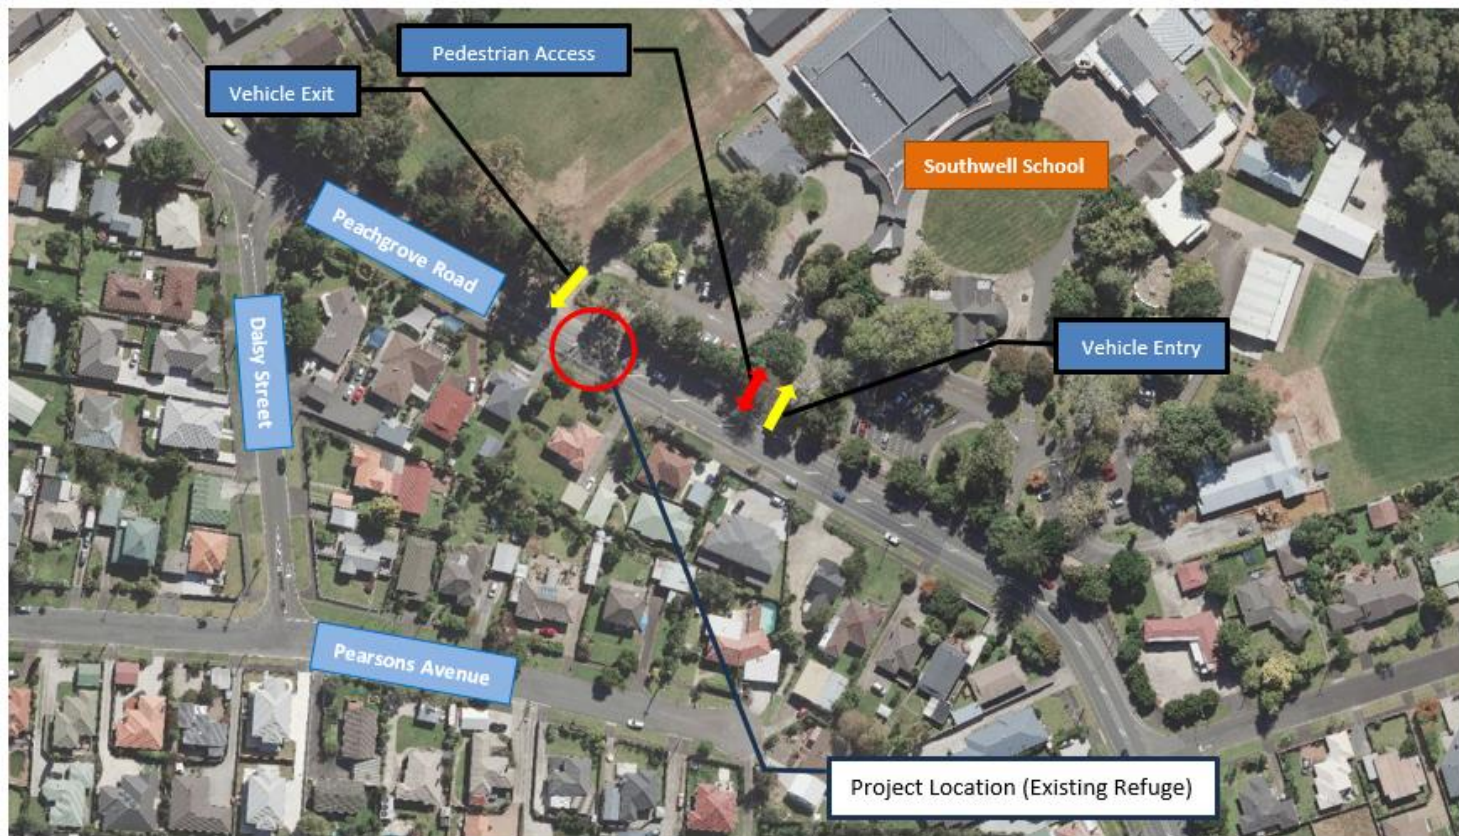 Pedestrian Access
Vehicle Exit
Southwell School
Peachgrove Road
Daisy Street
Vehicle Entry
Pearsons Avenue
Project Location (Existing Refuge)